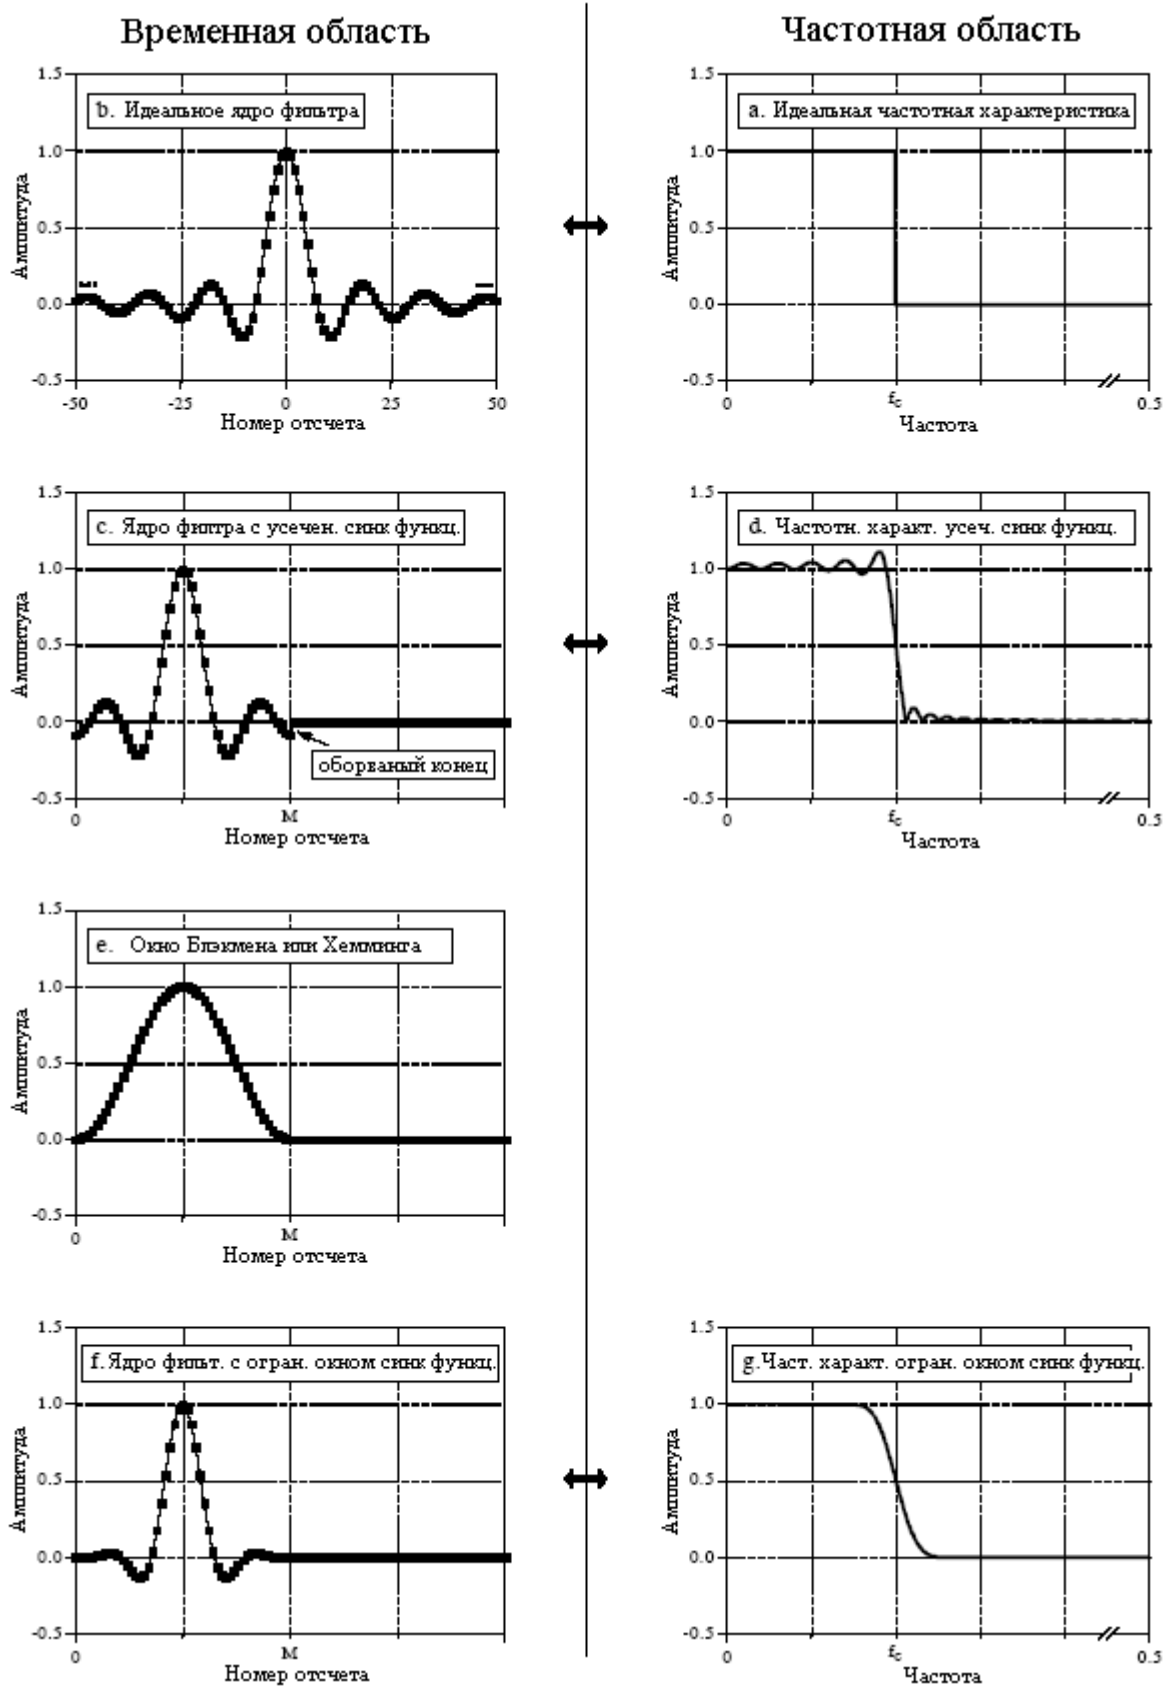 Временная область
Частотная область
b. Идеальное ядро фильтра
1.5
1.0
0.5
0.0
-0.5
Амплитуда
-50
-25
0
25
50
Номер отсчета
a. Идеальная частотная характеристика
1.5
1.0
0.5
0.0
-0.5
Амплитуда
0
fc
0.5
Частота
c. Ядро филтра с усечен. синк функц.
1.5
1.0
0.5
0.0
-0.5
Амплитуда
оборваный конец
0
M
Номер отсчета
d. Частотн. характ. усеч. синк функц.
1.5
1.0
0.5
0.0
-0.5
Амплитуда
0
fc
0.5
Частота
e. Окно Блэкмена или Хемминга
1.5
1.0
0.5
0.0
-0.5
Амплитуда
0
M
Номер отсчета
f. Ядро фильт. с огран. окном синк функц.
1.5
1.0
0.5
0.0
-0.5
Амплитуда
0
M
Номер отсчета
g. Част. характ. огран. окном синк функц.
1.5
1.0
0.5
0.0
-0.5
Амплитуда
0
fc
0.5
Частота